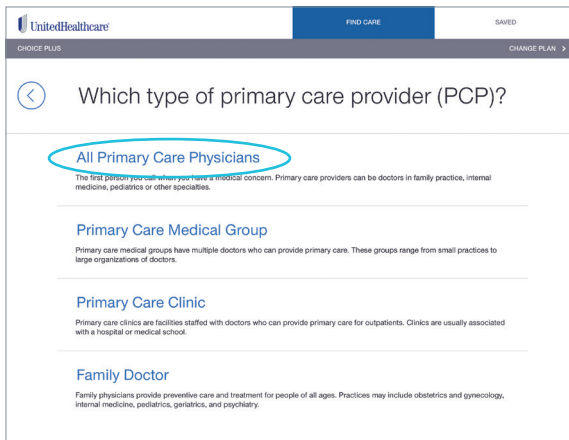 UnitedHealthcare
FIND CARE
SAVED
CHOICE PLUS
CHANGE PLAN >
Which type of primary care provider (PCP)?
All Primary Care Physicians
The first person you call when you have a medical concern. Primary care providers can be doctors in family practice, internal
medicine, pediatrics or other specialties.
Primary Care Medical Group
Primary care medical groups have multiple doctors who can provide primary care. These groups range from small practices to
large organizations of doctors.
Primary Care Clinic
Primary care clinics are facilities staffed with doctors who can provide primary care for outpatients. Clinics are usually associated
with a hospital or medical school.
Family Doctor
Family physicians provide preventive care and treatment for people of all ages. Practices may include obstetrics and gynecology,
internal medicine, pediatrics, geriatrics, and psychiatry.